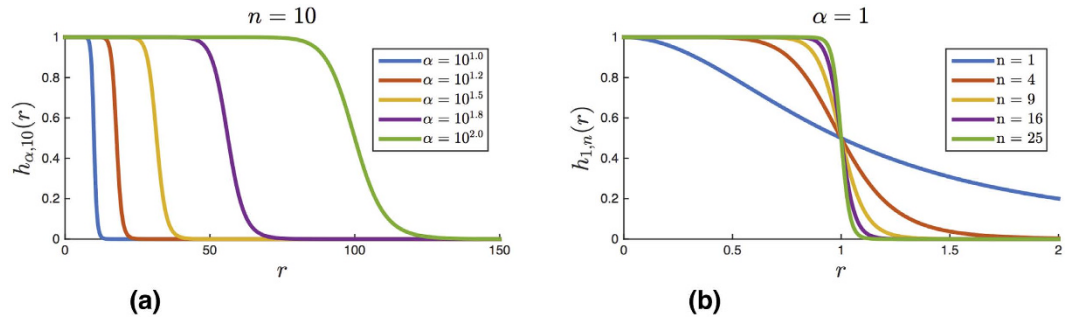 n = 10
1
0.8
0.6
0.4
0.2
0
h_{α,10}(r)
α = 10^{1.0}
α = 10^{1.2}
α = 10^{1.5}
α = 10^{1.8}
α = 10^{2.0}
0 50 100 150
r
(a)
α = 1
1
0.8
0.6
0.4
0.2
0
h_{1,n}(r)
n = 1
n = 4
n = 9
n = 16
n = 25
0 0.5 1 1.5 2
r
(b)